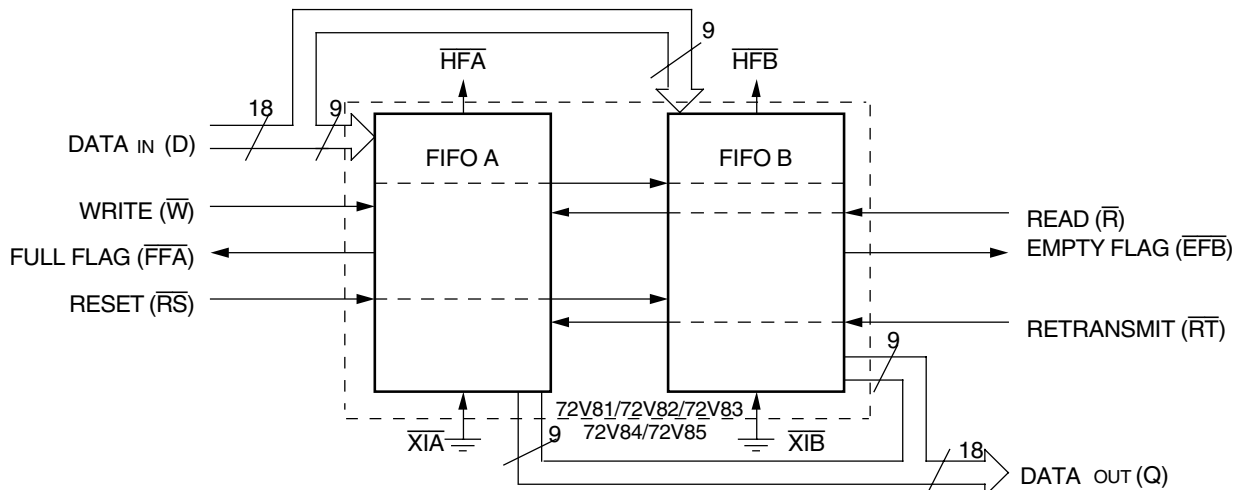 9
HFA HFB
18 9
DATA IN (D)
FIFO A FIFO B
WRITE (W)
READ (R)
FULL FLAG (FFA)
EMPTY FLAG (EFB)
RESET (RS)
RETRANSMIT (RT)
9
72V81/72V82/72V83
72V84/72V85
XIA 9 XIB
18
DATA OUT (Q)